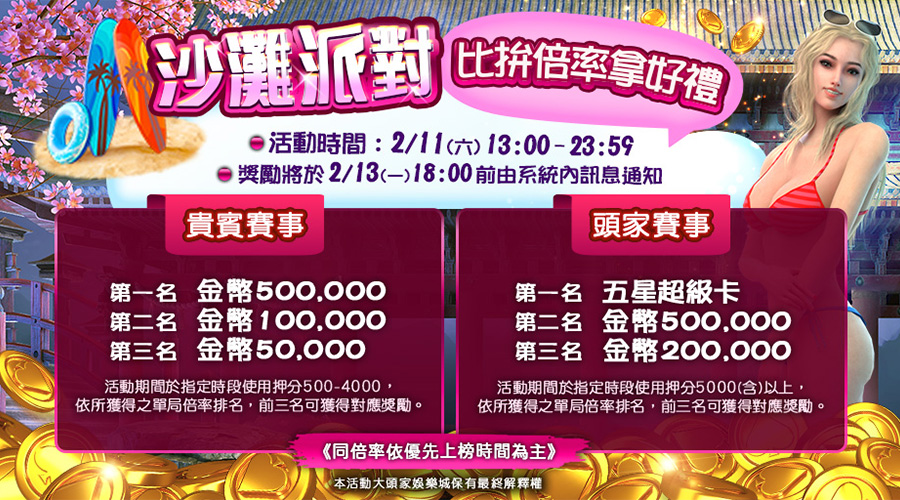 沙灘派對
比拚倍率拿好禮
活動時間：2/11(六) 13:00-23:59
獎勵將於 2/13(一) 18:00 前由系統內訊息通知
貴賓賽事
第一名 金幣500,000
第二名 金幣100,000
第三名 金幣50,000
活動期間於指定時段使用押分500-4000，
依所獲得之單局倍率排名，前三名可獲得對應獎勵。
頭家賽事
第一名 五星超級卡
第二名 金幣500,000
第三名 金幣200,000
活動期間於指定時段使用押分5000(含)以上，
依所獲得之單局倍率排名，前三名可獲得對應獎勵。
《同倍率依優先上榜時間為主》
本活動大頭家娛樂城保有最終解釋權